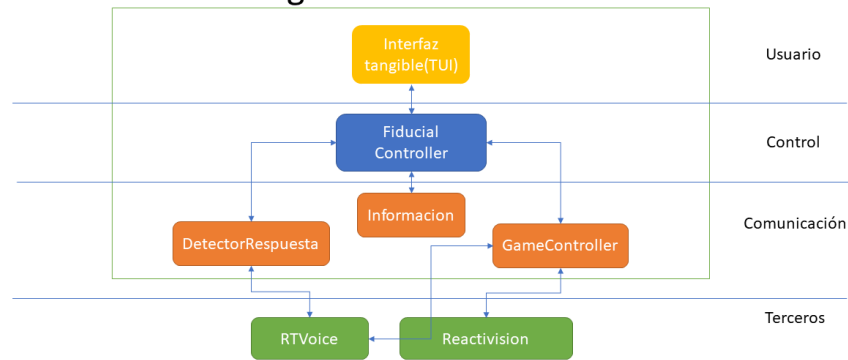 Interfaz
tangible(TUI)
Usuario
Fiducial
Controller
Control
Informacion
DetectorRespuesta
GameController
Comunicación
RTVoice
Reactivision
Terceros